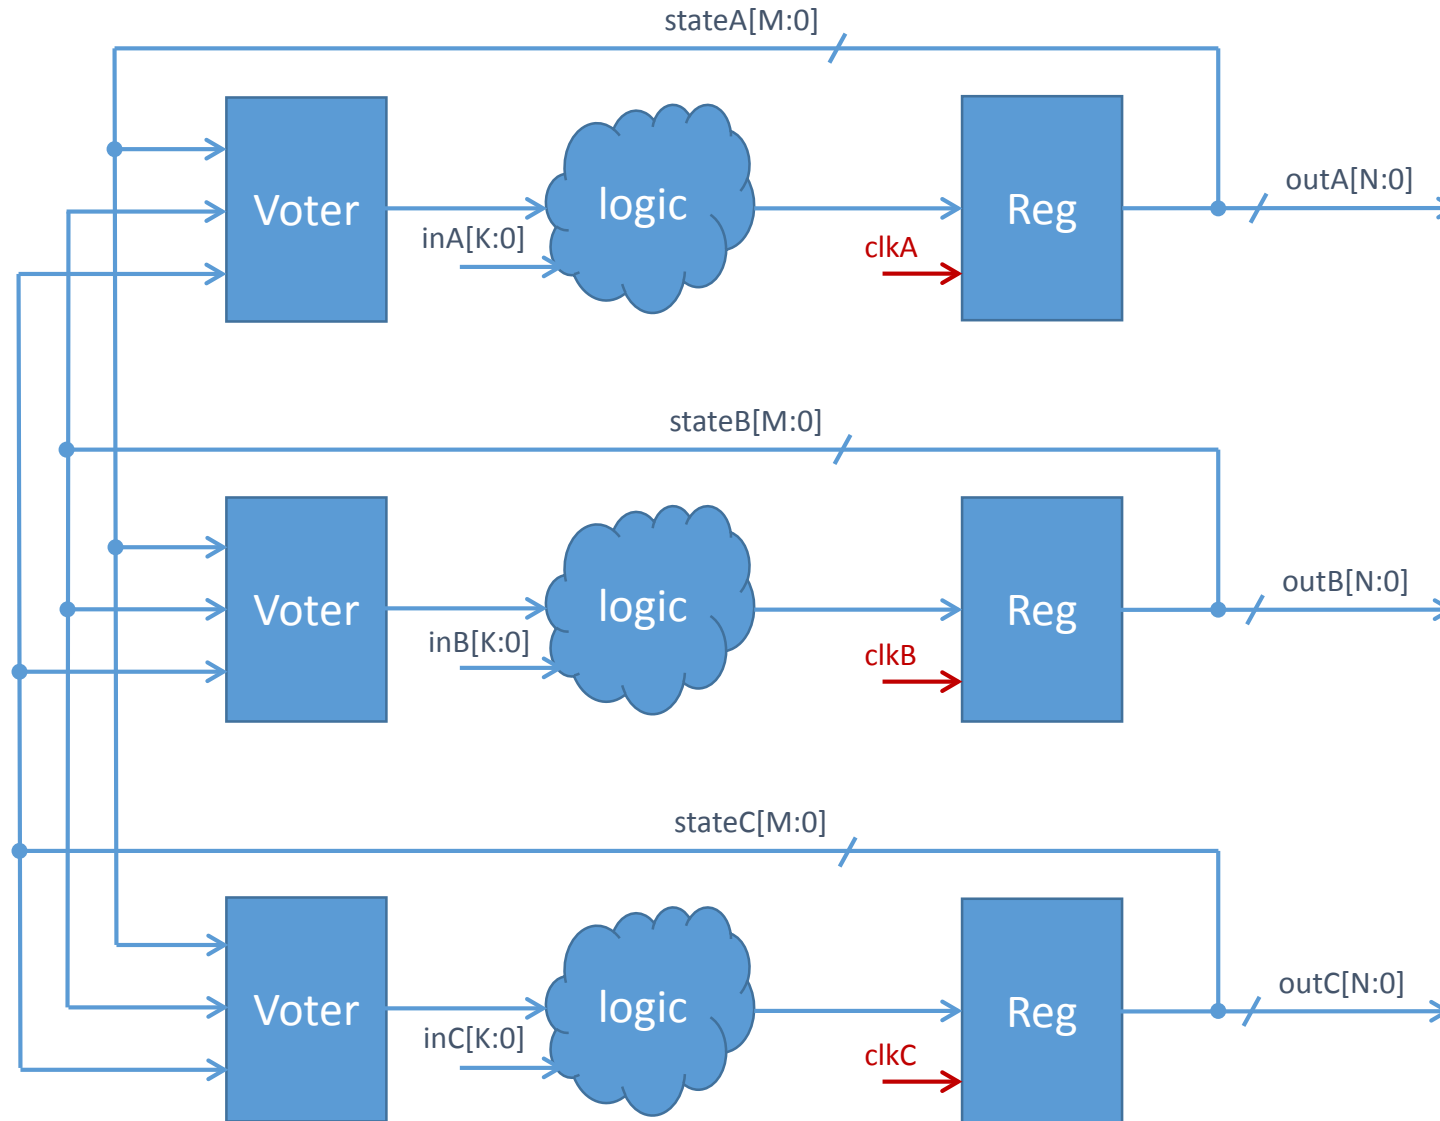 stateA[M:0]
Voter
logic
Reg
outA[N:0]
inA[K:0]
clkA
stateB[M:0]
Voter
logic
Reg
outB[N:0]
inB[K:0]
clkB
stateC[M:0]
Voter
logic
Reg
outC[N:0]
inC[K:0]
clkC